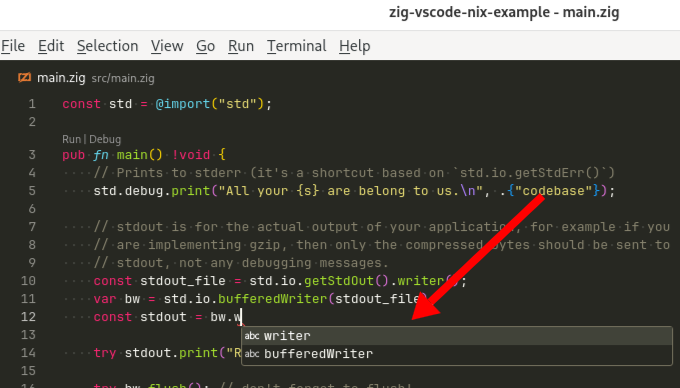 zig-vscode-nix-example - main.zig
File Edit Selection View Go Run Terminal Help
main.zig src/main.zig
1 const std = @import("std");
2
Run | Debug
3 pub fn main() !void {
4 // Prints to stderr (it's a shortcut based on `std.io.getStdErr()`)
5 std.debug.print("All your {s} are belong to us.\n", .{"codebase"});
6
7 // stdout is for the actual output of your application, for example if you
8 // are implementing gzip, then only the compressed bytes should be sent to
9 // stdout, not any debugging messages.
10 const stdout_file = std.io.getStdOut().writer();
11 var bw = std.io.bufferedWriter(stdout_file)
12 const stdout = bw.w
13 abc writer
14 try stdout.print("R abc bufferedWriter
15
16 try bw.flush(); // don't forget to flush!